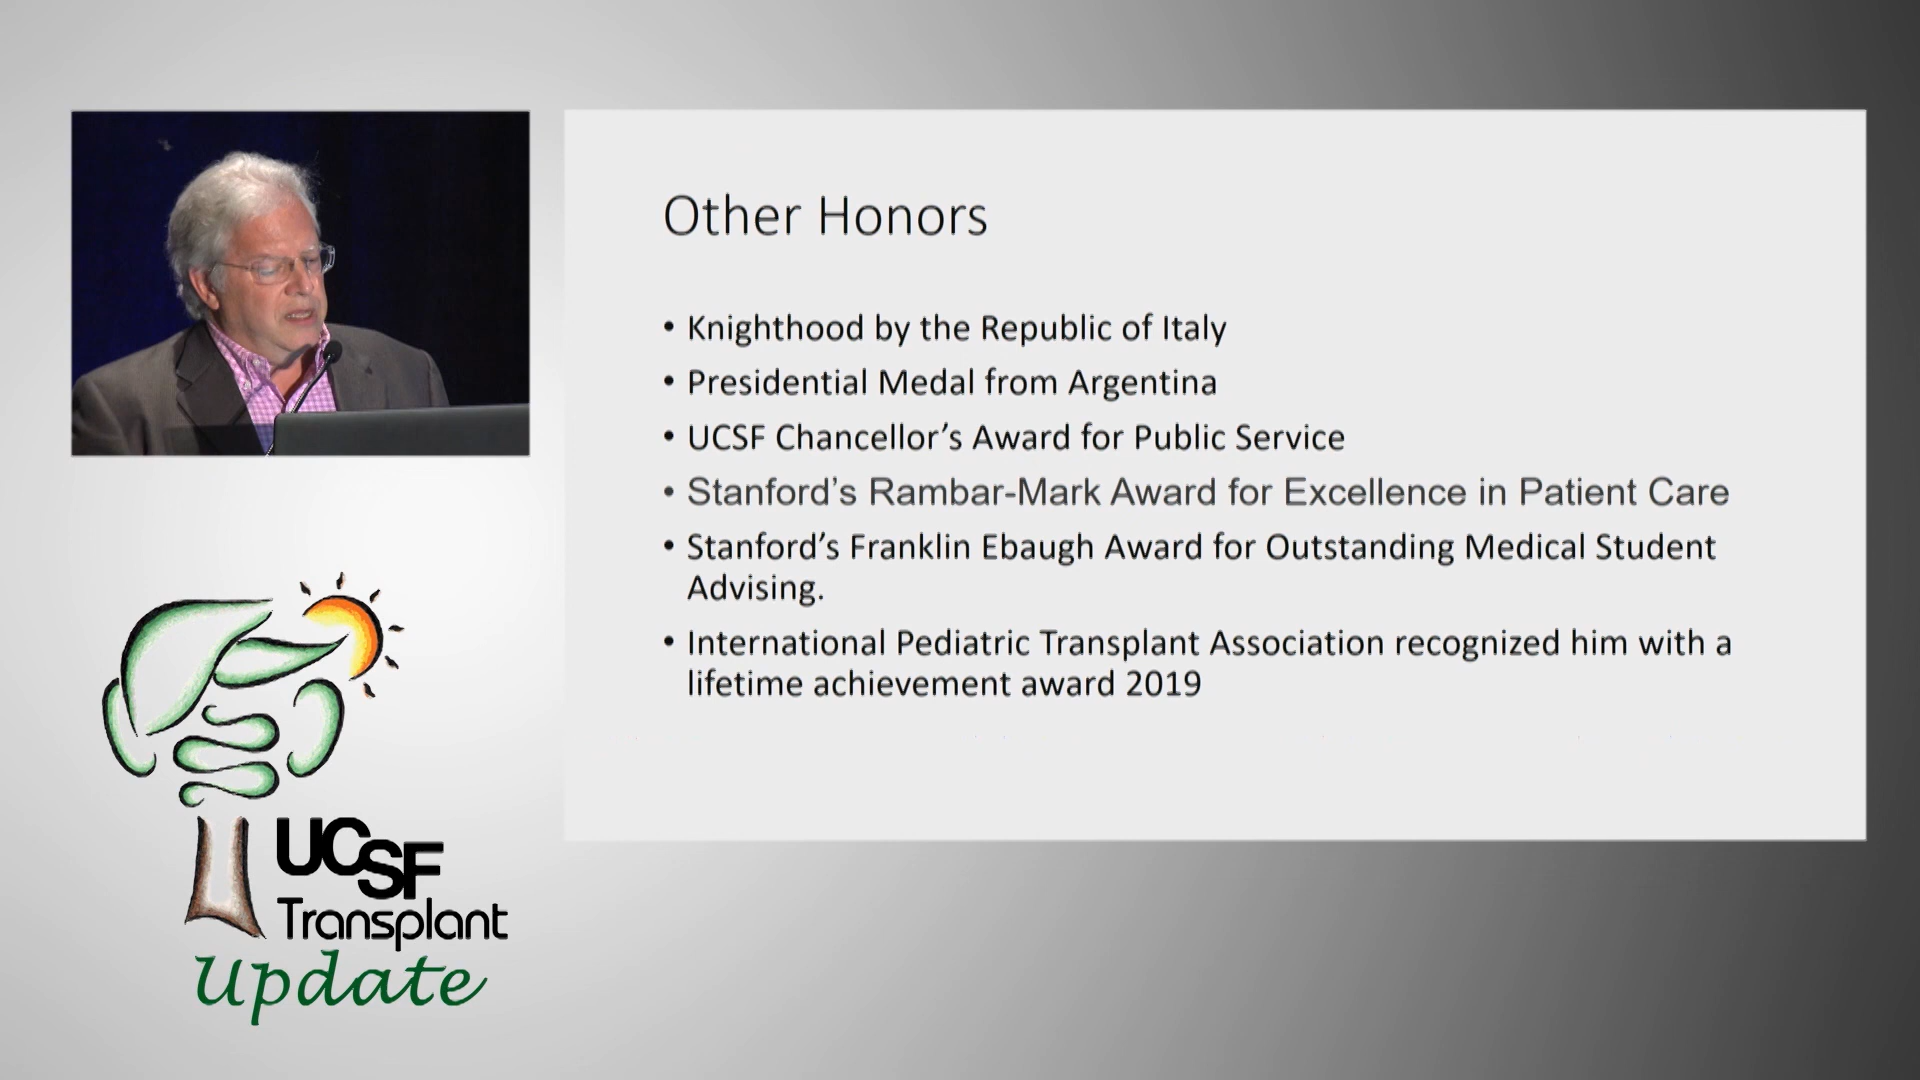 Other Honors
• Knighthood by the Republic of Italy
• Presidential Medal from Argentina
• UCSF Chancellor’s Award for Public Service
• Stanford’s Rambar-Mark Award for Excellence in Patient Care
• Stanford’s Franklin Ebaugh Award for Outstanding Medical Student
Advising.
• International Pediatric Transplant Association recognized him with a
lifetime achievement award 2019
UCSF
Transplant
Update